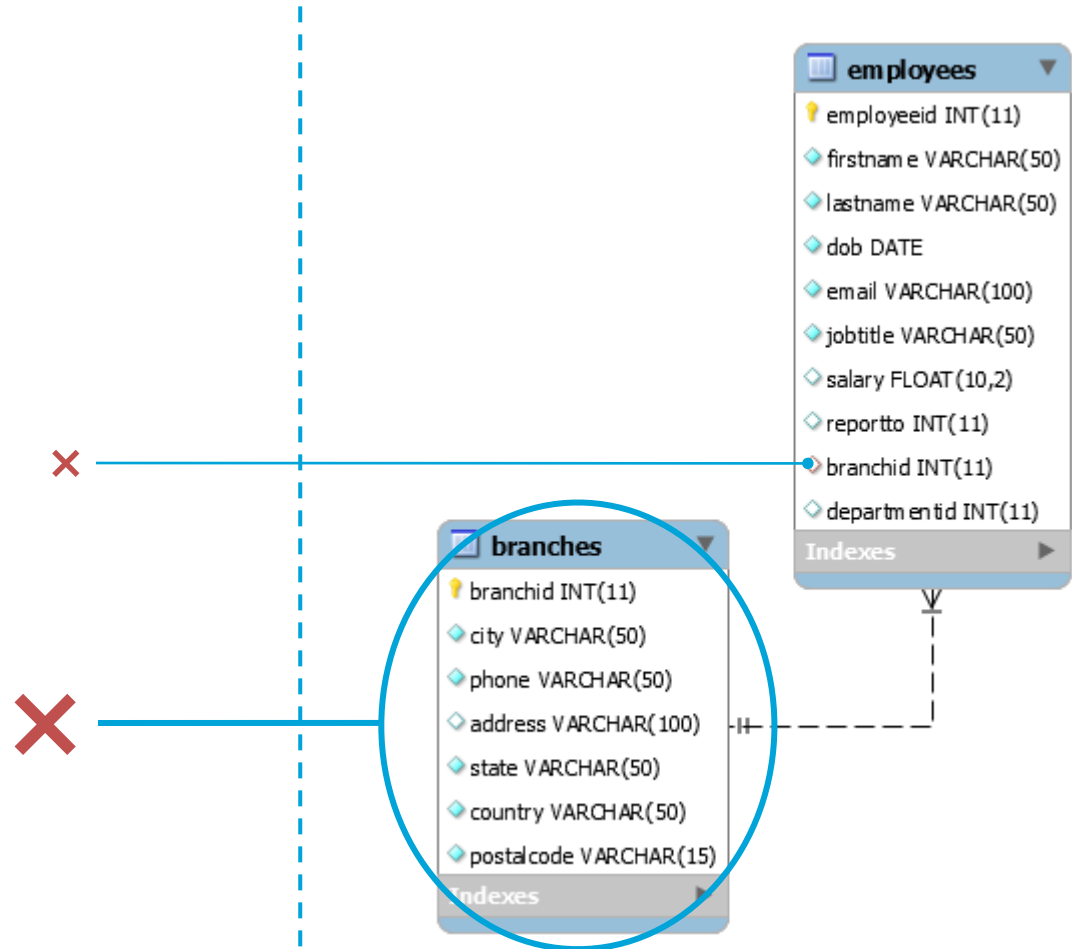 employees
employeeid INT(11)
firstname VARCHAR(50)
lastname VARCHAR(50)
dob DATE
email VARCHAR(100)
jobtitle VARCHAR(50)
salary FLOAT(10,2)
reportto INT(11)
branchid INT(11)
departmentid INT(11)
Indexes
branches
branchid INT(11)
city VARCHAR(50)
phone VARCHAR(50)
address VARCHAR(100)
state VARCHAR(50)
country VARCHAR(50)
postalcode VARCHAR(15)
Indexes